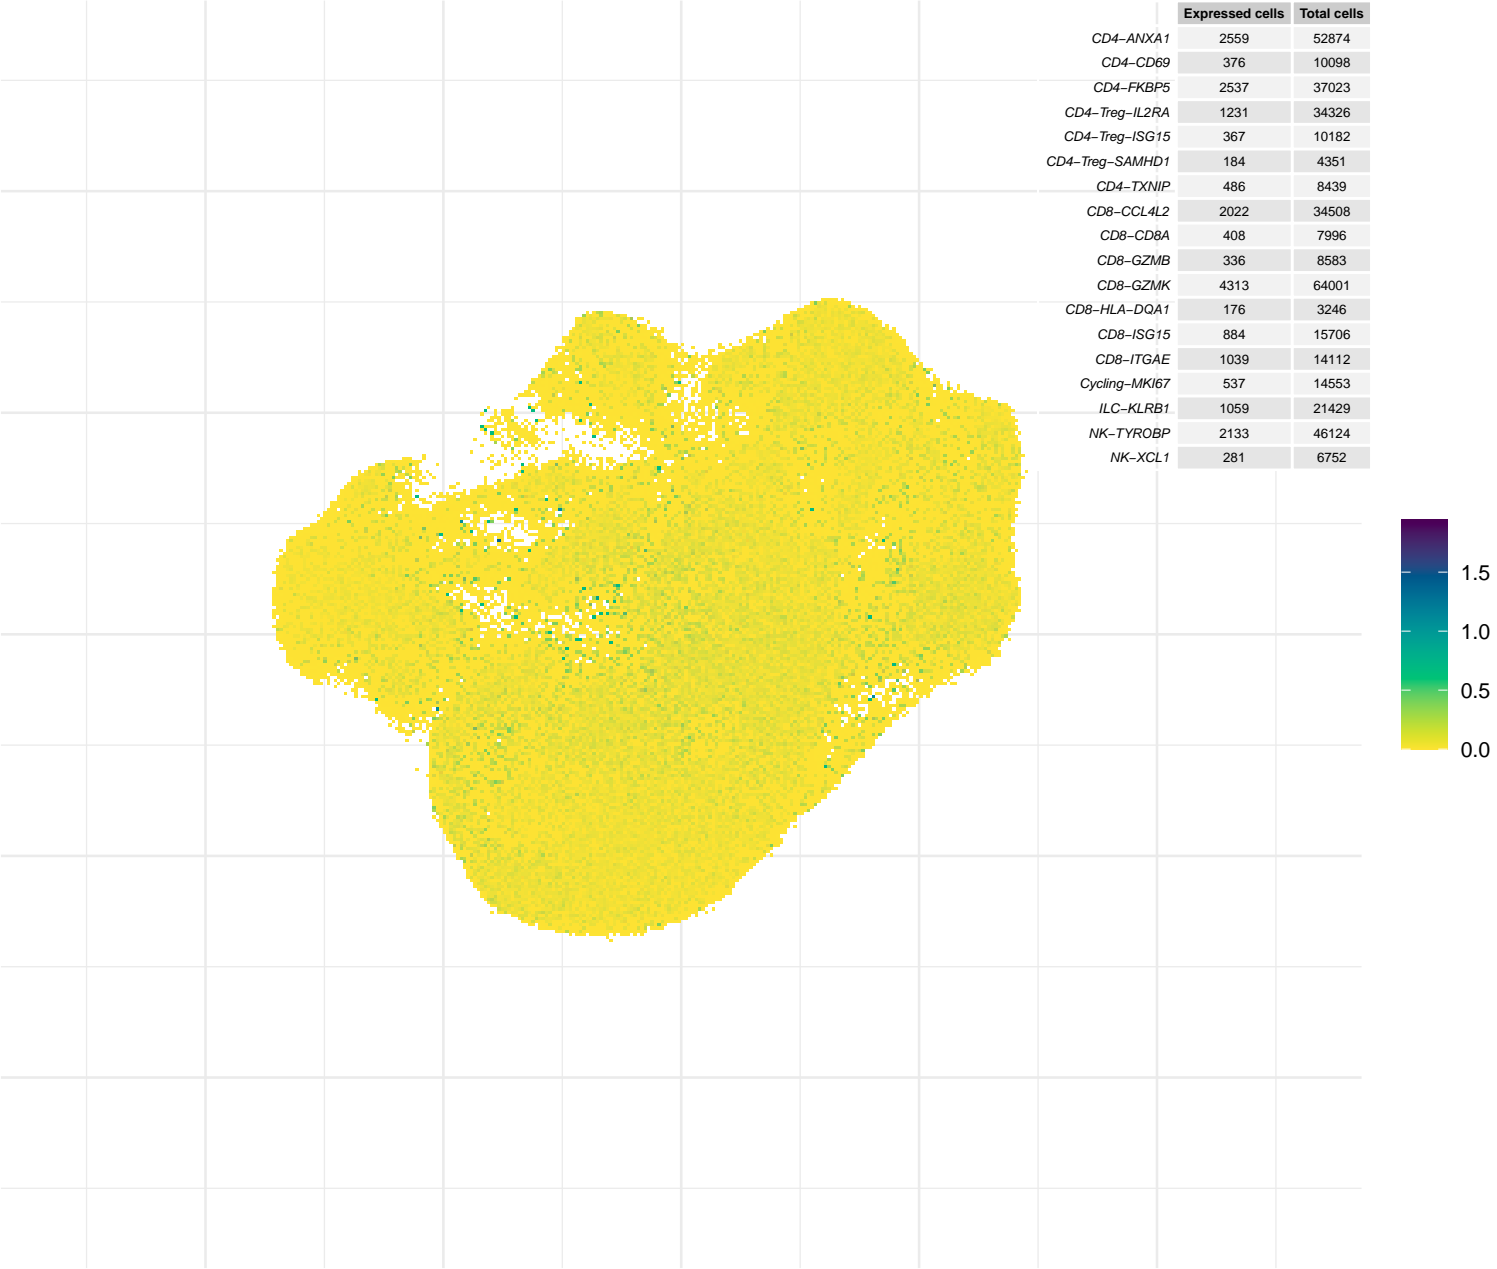 Expressed cells Total cells
CD4−ANXA1 2559 52874
CD4−CD69 376 10098
CD4−FKBP5 2537 37023
CD4−Treg−IL2RA 1231 34326
CD4−Treg−ISG15 367 10182
CD4−Treg−SAMHD1 184 4351
CD4−TXNIP 486 8439
CD8−CCL4L2 2022 34508
CD8−CD8A 408 7996
CD8−GZMB 336 8583
CD8−GZMK 4313 64001
CD8−HLA−DQA1 176 3246
CD8−ISG15 884 15706
CD8−ITGAE 1039 14112
Cycling−MKI67 537 14553
ILC−KLRB1 1059 21429
NK−TYROBP 2133 46124
NK−XCL1 281 6752
1.5
1.0
0.5
0.0